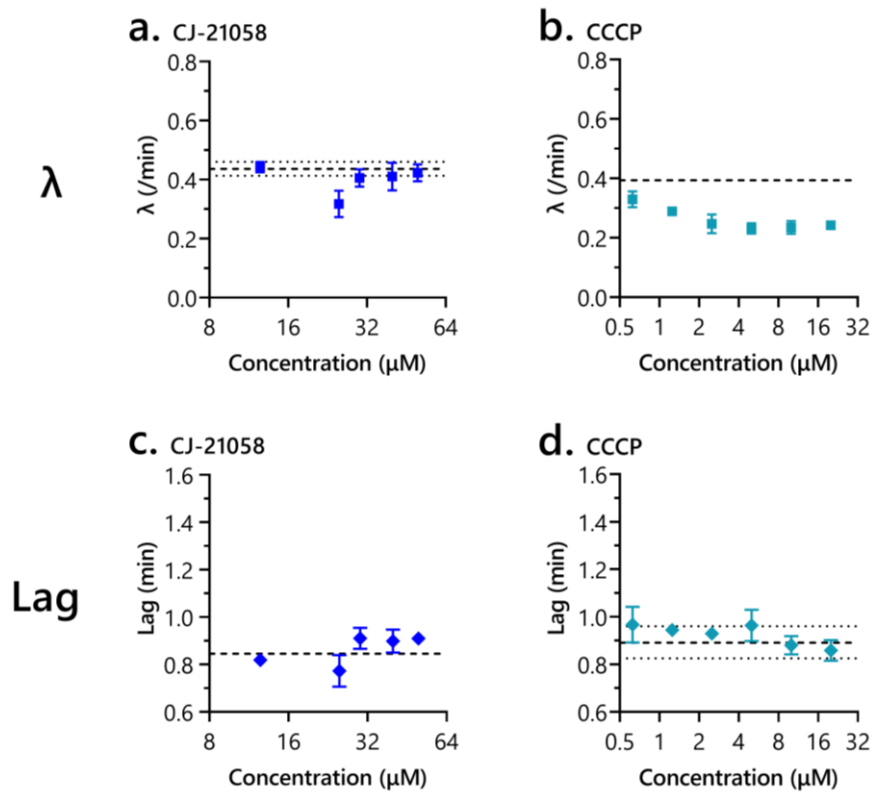 a. CJ-21058
b. CCCP
λ
λ (/min)
0.8
0.6
0.4
0.2
0.0
8 16 32 64
Concentration (µM)
λ (/min)
0.8
0.6
0.4
0.2
0.0
0.5 1 2 4 8 16 32
Concentration (µM)
c. CJ-21058
d. CCCP
Lag
Lag (min)
1.6
1.4
1.2
1.0
0.8
0.6
8 16 32 64
Concentration (µM)
Lag (min)
1.6
1.4
1.2
1.0
0.8
0.6
0.5 1 2 4 8 16 32
Concentration (µM)